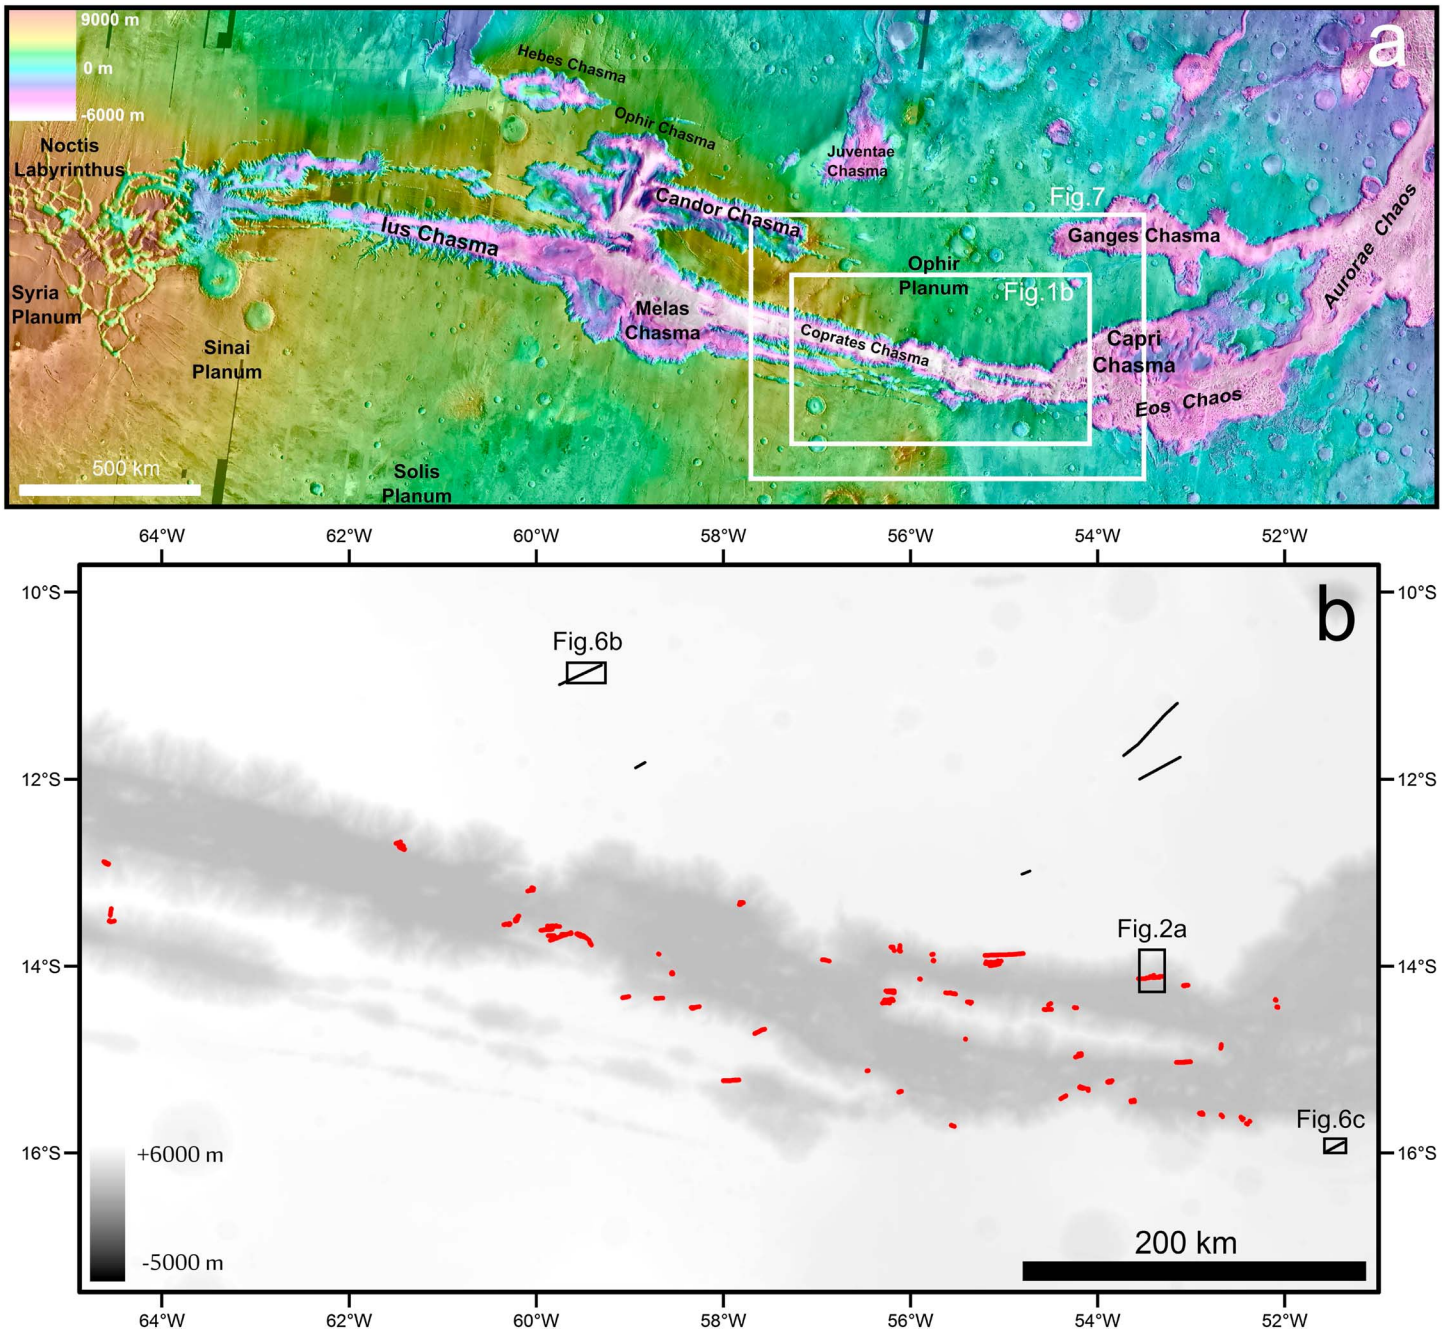 9000 m
0 m
-6000 m
a
Hebes Chasma
Ophir Chasma
Noctis
Labyrinthus
Juventae
Chasma
Candor Chasma
Fig.7
Ius Chasma
Ganges Chasma
Aurorae Chaos
Ophir
Planum
Fig.1b
Syria
Planum
Melas
Chasma
Coprates Chasma
Capri
Chasma
Sinai
Planum
Eos Chaos
500 km
Solis
Planum
64°W 62°W 60°W 58°W 56°W 54°W 52°W
10°S 10°S
b
Fig.6b
12°S 12°S
Fig.2a
14°S 14°S
Fig.6c
16°S 16°S
+6000 m
-5000 m
200 km
64°W 62°W 60°W 58°W 56°W 54°W 52°W